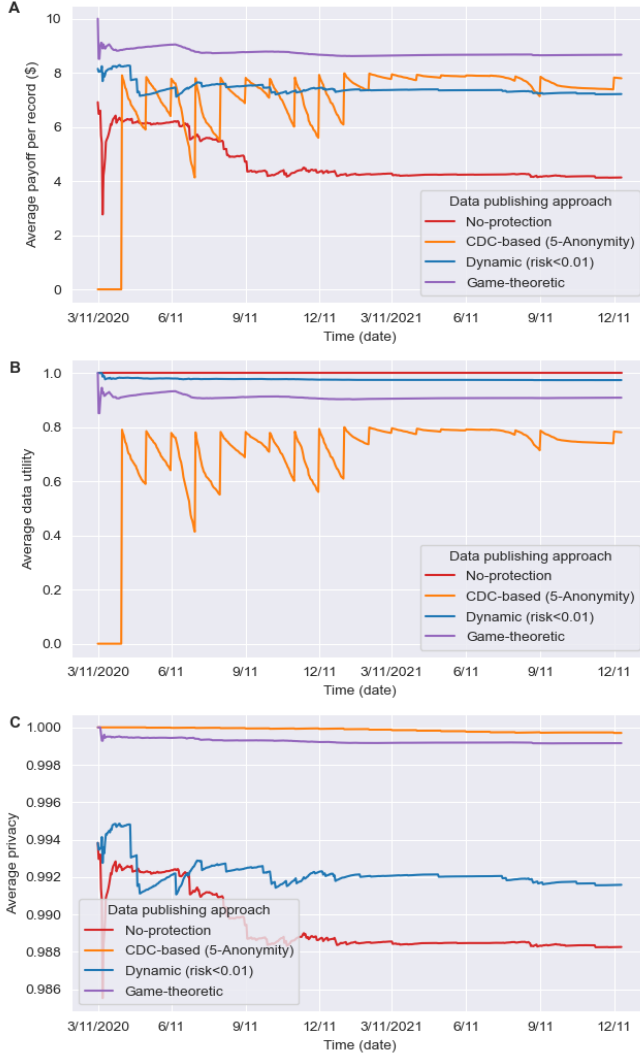 A
Average payoff per record ($)
10
8
6
4
2
0
Data publishing approach
No-protection
CDC-based (5-Anonymity)
Dynamic (risk<0.01)
Game-theoretic
3/11/2020 6/11 9/11 12/11 3/11/2021 6/11 9/11 12/11
Time (date)
B
Average data utility
1.0
0.8
0.6
0.4
0.2
0.0
Data publishing approach
No-protection
CDC-based (5-Anonymity)
Dynamic (risk<0.01)
Game-theoretic
3/11/2020 6/11 9/11 12/11 3/11/2021 6/11 9/11 12/11
Time (date)
C
Average privacy
1.000
0.998
0.996
0.994
0.992
0.990
0.988
0.986
Data publishing approach
No-protection
CDC-based (5-Anonymity)
Dynamic (risk<0.01)
Game-theoretic
3/11/2020 6/11 9/11 12/11 3/11/2021 6/11 9/11 12/11
Time (date)